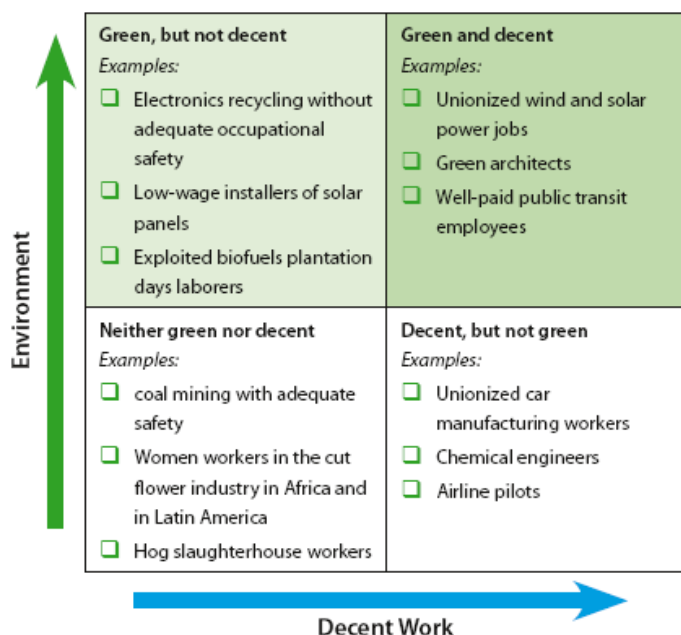 Green, but not decent
Examples:
❑ Electronics recycling without
adequate occupational
safety
❑ Low-wage installers of solar
panels
❑ Exploited biofuels plantation
days laborers
Green and decent
Examples:
❑ Unionized wind and solar
power jobs
❑ Green architects
❑ Well-paid public transit
employees
Environment
Neither green nor decent
Examples:
❑ coal mining with adequate
safety
❑ Women workers in the cut
flower industry in Africa and
in Latin America
❑ Hog slaughterhouse workers
Decent, but not green
Examples:
❑ Unionized car
manufacturing workers
❑ Chemical engineers
❑ Airline pilots
Decent Work